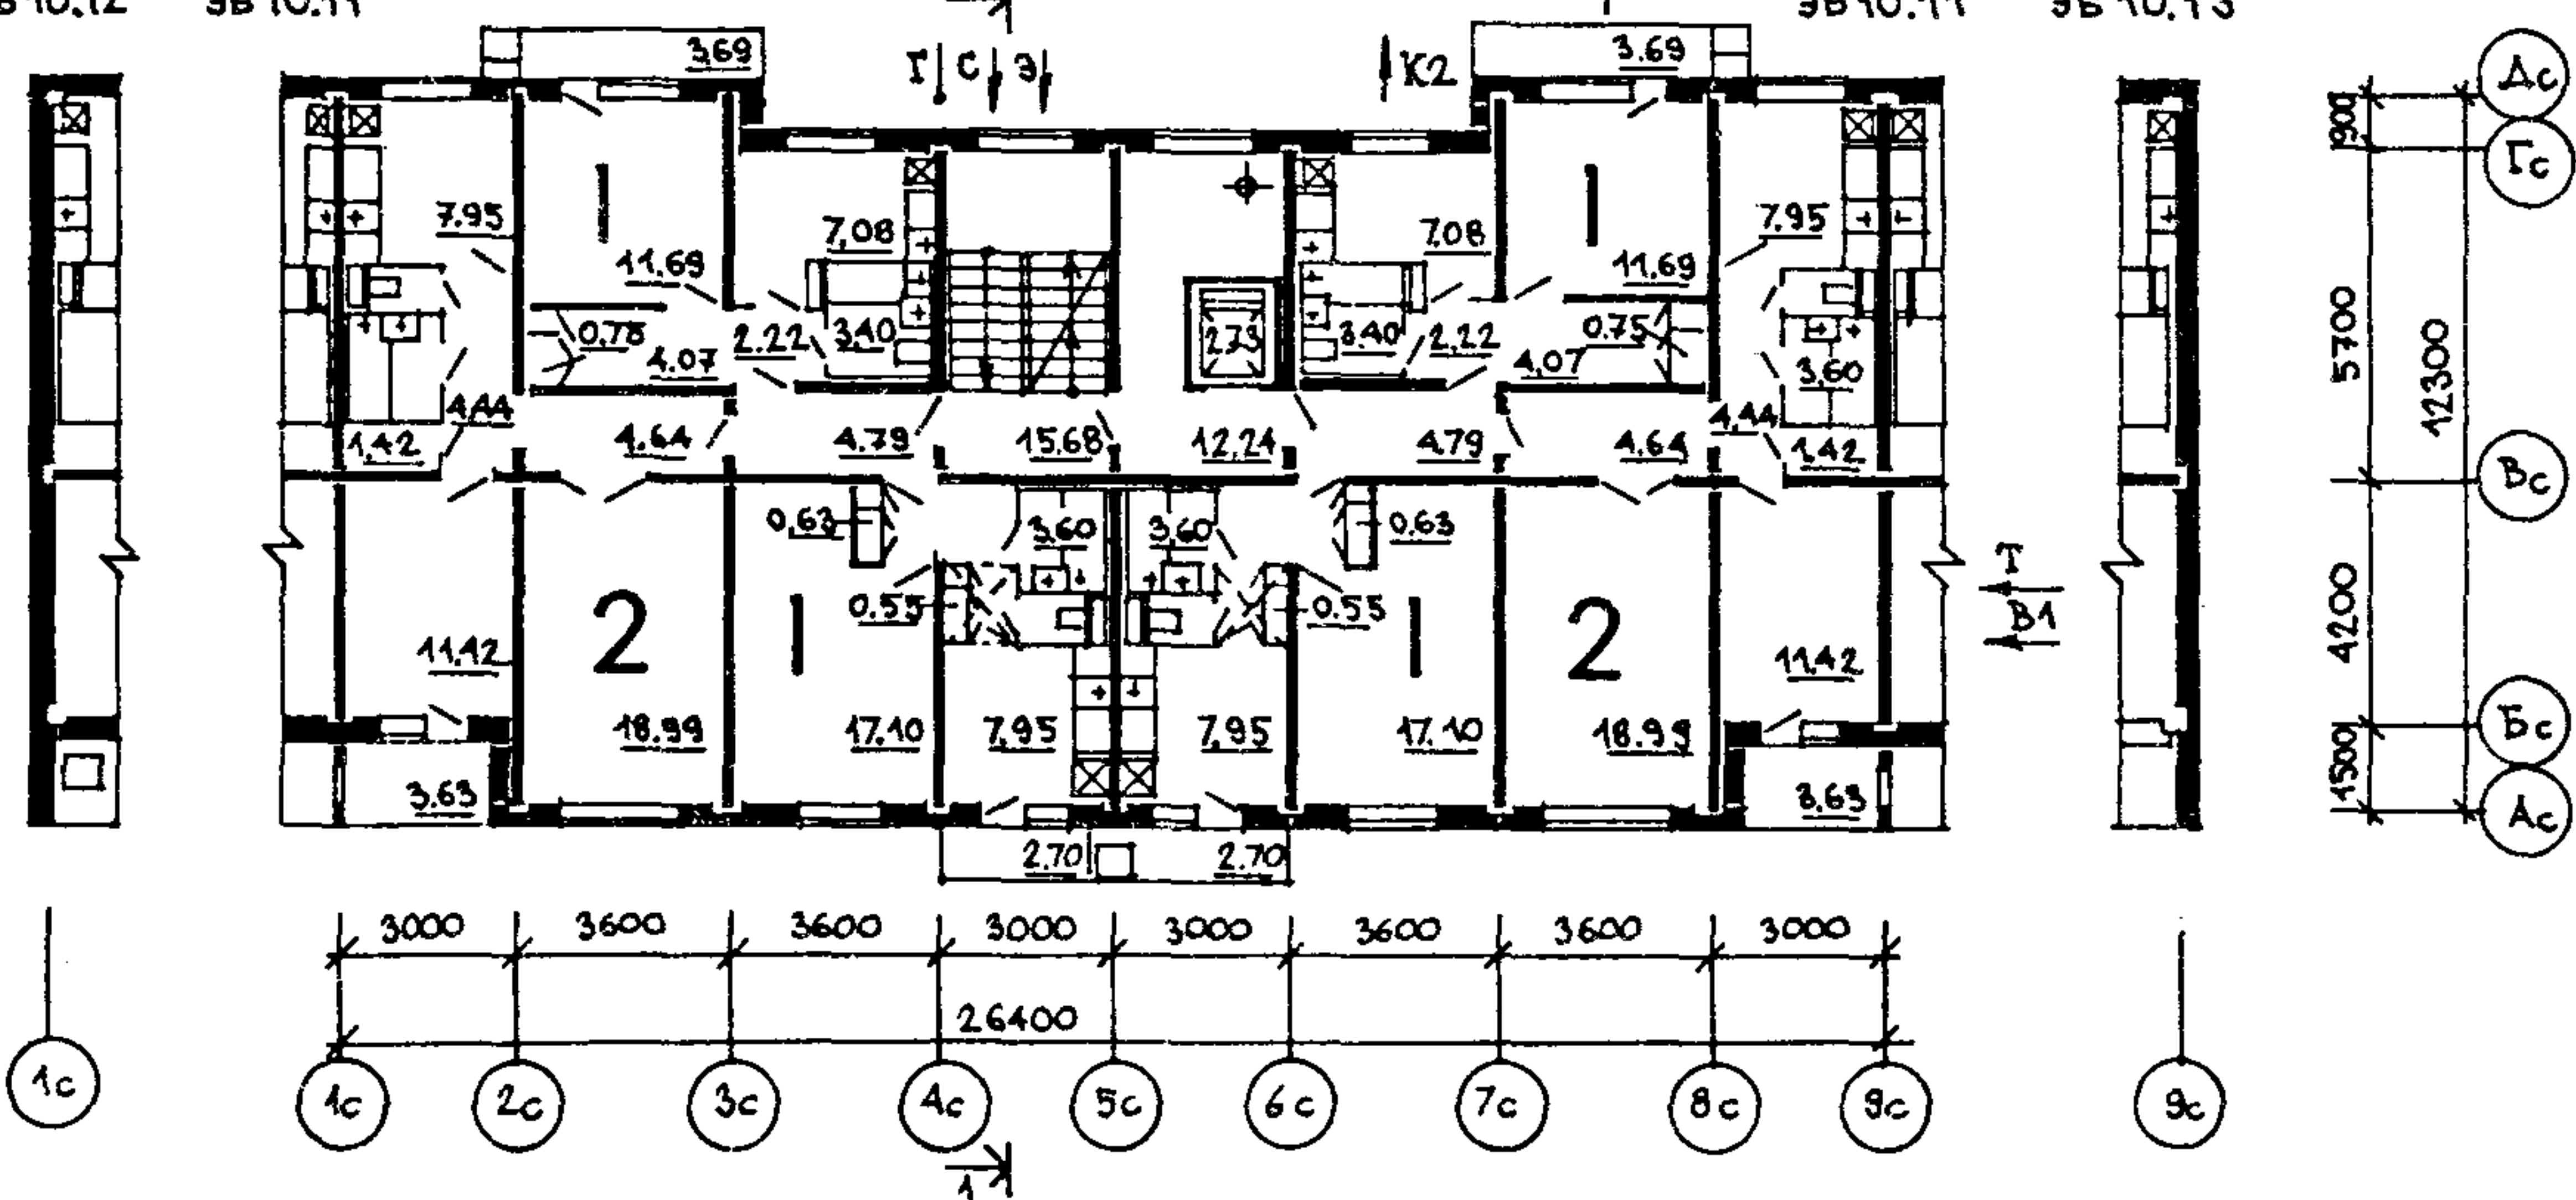 3.69 3.69
Г С Э К2
Дс
900
Гс
7.95 7,08 7.08 7.95
1 1
11.69 11.69
0.78 4.07 2.22 3,40 2.73 3.40 2,22 4,07 0.75 3,60
5700
12300
1.42 4,44 4.64 4.79 15.68 12,24 4.79 4.64 4,44 1.42
Вс
0,63 3,60 3,60 0.63
0.55 0.55
Т
В1
4200
11,42 2 1 1 2 11.42
18.99 17.10 7,95 7,95 17.10 18.99
Бс
1500
3.63 3.63
Ас
2.70 2.70
3000 3600 3600 3000 3000 3600 3600 3000
26400
1с 1с 2с 3с 4с 5с 6с 7с 8с 9с 9с
1